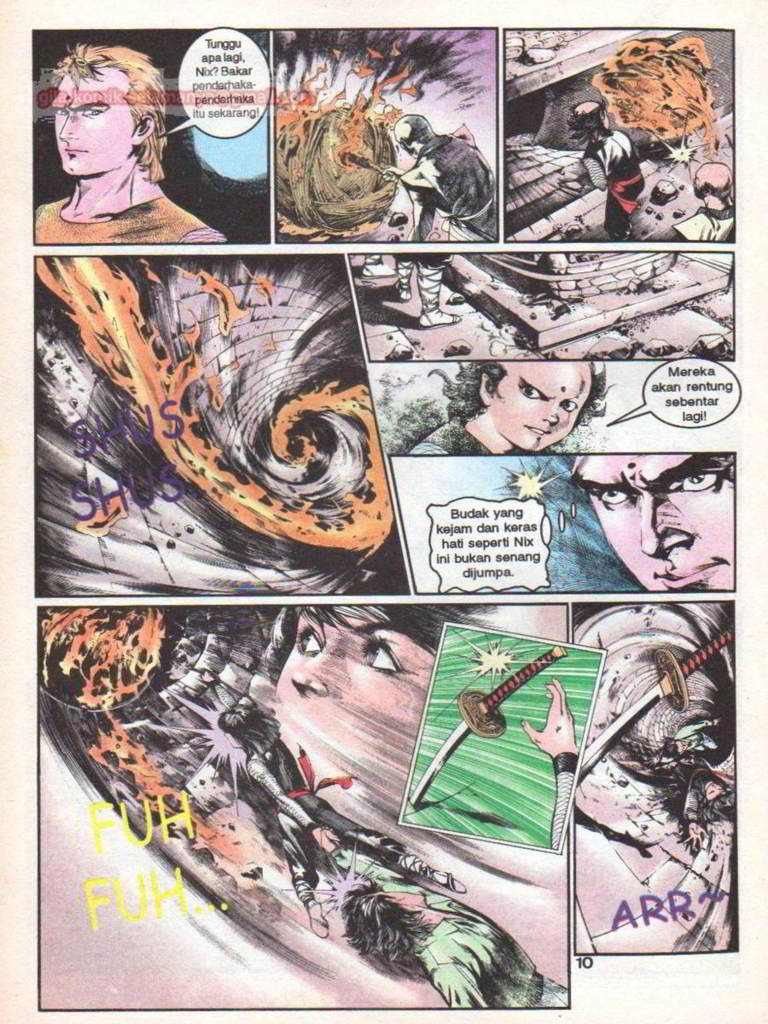 Tunggu
apa lagi,
Nix? Bakar
penderhaka-
penderhaka
itu sekarang!
SHUS
SHUS..
Mereka
akan rentung
sebentar
lagi!
Budak yang
kejam dan keras
hati seperti Nix
ini bukan senang
dijumpa.
FUH
FUH...
ARR~
10